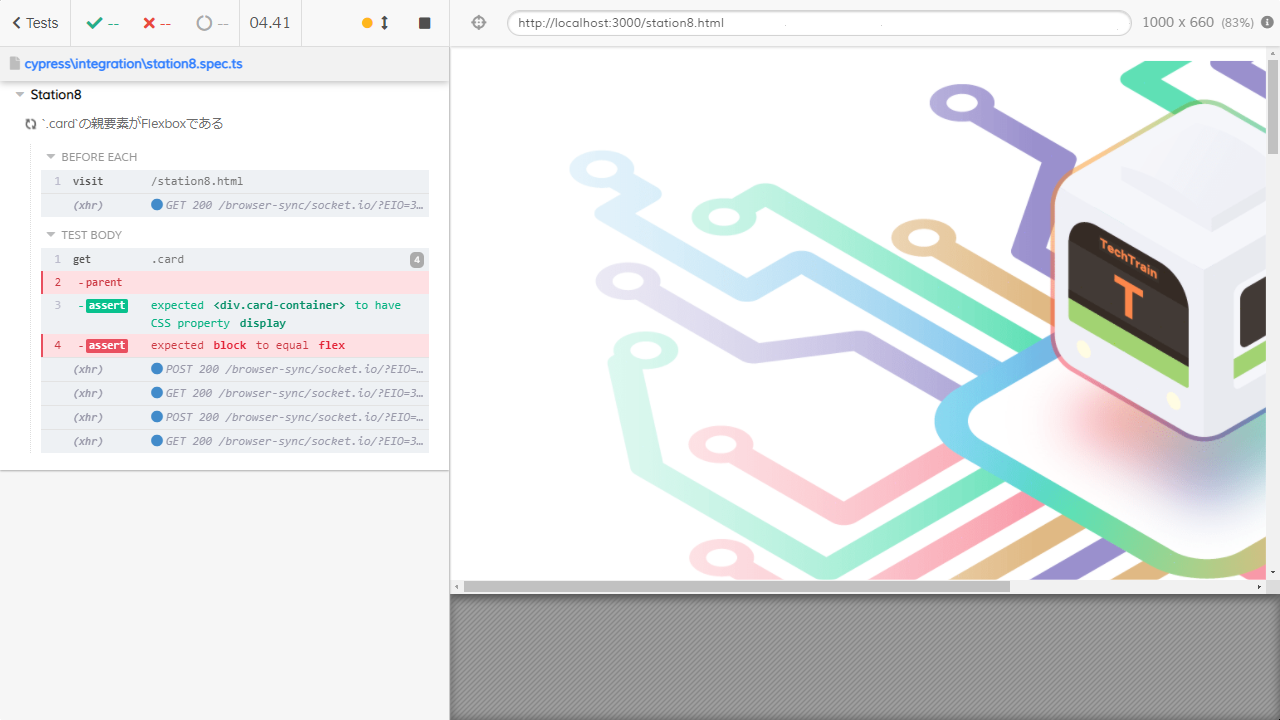 Tests
--
--
--
04.41
http://localhost:3000/station8.html
1000 x 660 (83%)
cypress\integration\station8.spec.ts
Station8
`.card`の親要素がFlexboxである
BEFORE EACH
1 visit /station8.html
(xhr) GET 200 /browser-sync/socket.io/?EIO=3…
TEST BODY
1 get .card 4
2 -parent
3 -assert expected <div.card-container> to have
CSS property display
4 -assert expected block to equal flex
(xhr) POST 200 /browser-sync/socket.io/?EIO=…
(xhr) GET 200 /browser-sync/socket.io/?EIO=3…
(xhr) POST 200 /browser-sync/socket.io/?EIO=…
(xhr) GET 200 /browser-sync/socket.io/?EIO=3…
TechTrain
T